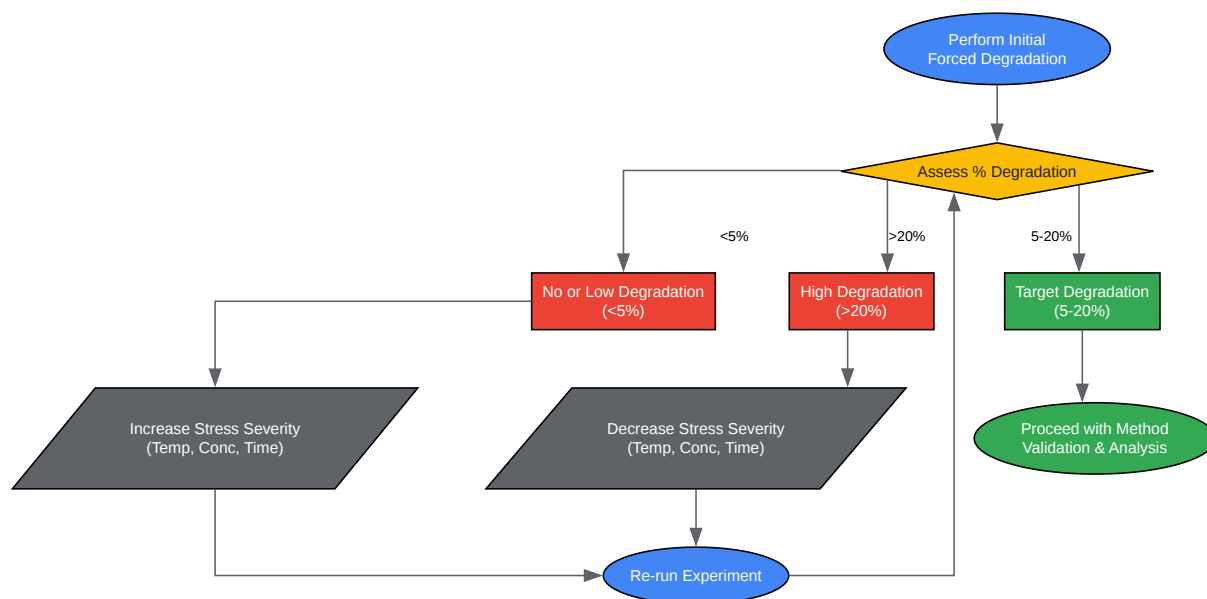 Perform Initial
Forced Degradation
Assess % Degradation
<5%
>20%
5-20%
No or Low Degradation
(<5%)
High Degradation
(>20%)
Target Degradation
(5-20%)
Increase Stress Severity
(Temp, Conc, Time)
Decrease Stress Severity
(Temp, Conc, Time)
Proceed with Method
Validation & Analysis
Re-run Experiment